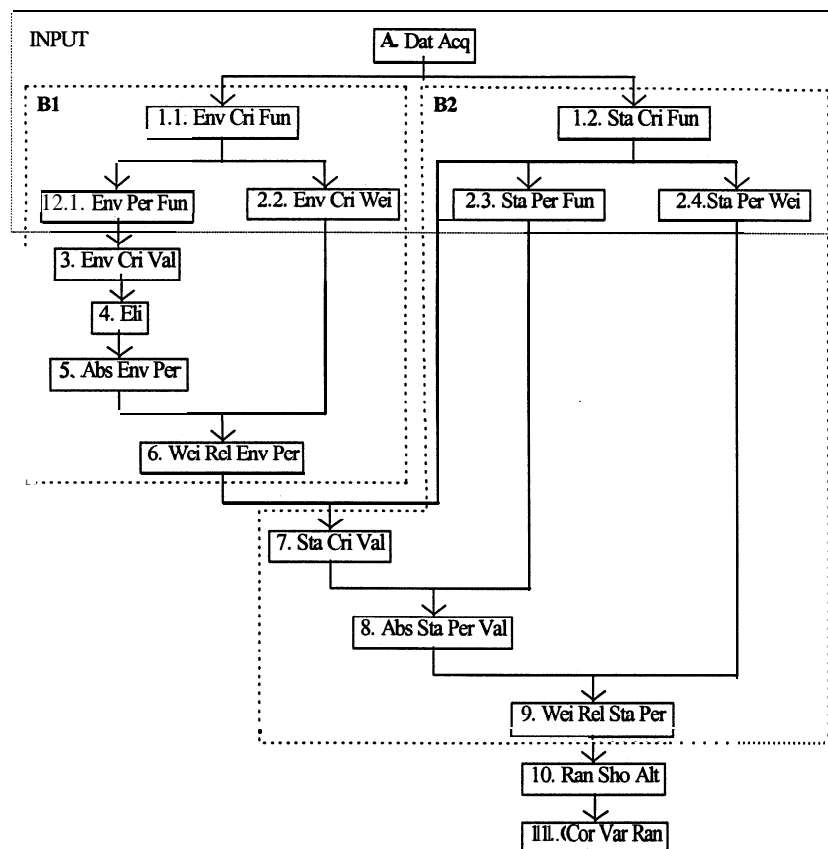 INPUT
A. Dat Acq
B1
B2
1.1. Env Cri Fun
1.2. Sta Cri Fun
12.1. Env Per Fun
2.2. Env Cri Wei
2.3. Sta Per Fun
2.4.Sta Per Wei
3. Env Cri Val
4. Eli
5. Abs Env Per
6. Wei Rel Env Per
7. Sta Cri Val
8. Abs Sta Per Val
9. Wei Rel Sta Per
10. Ran Sho Alt
11. Cor Var Ran